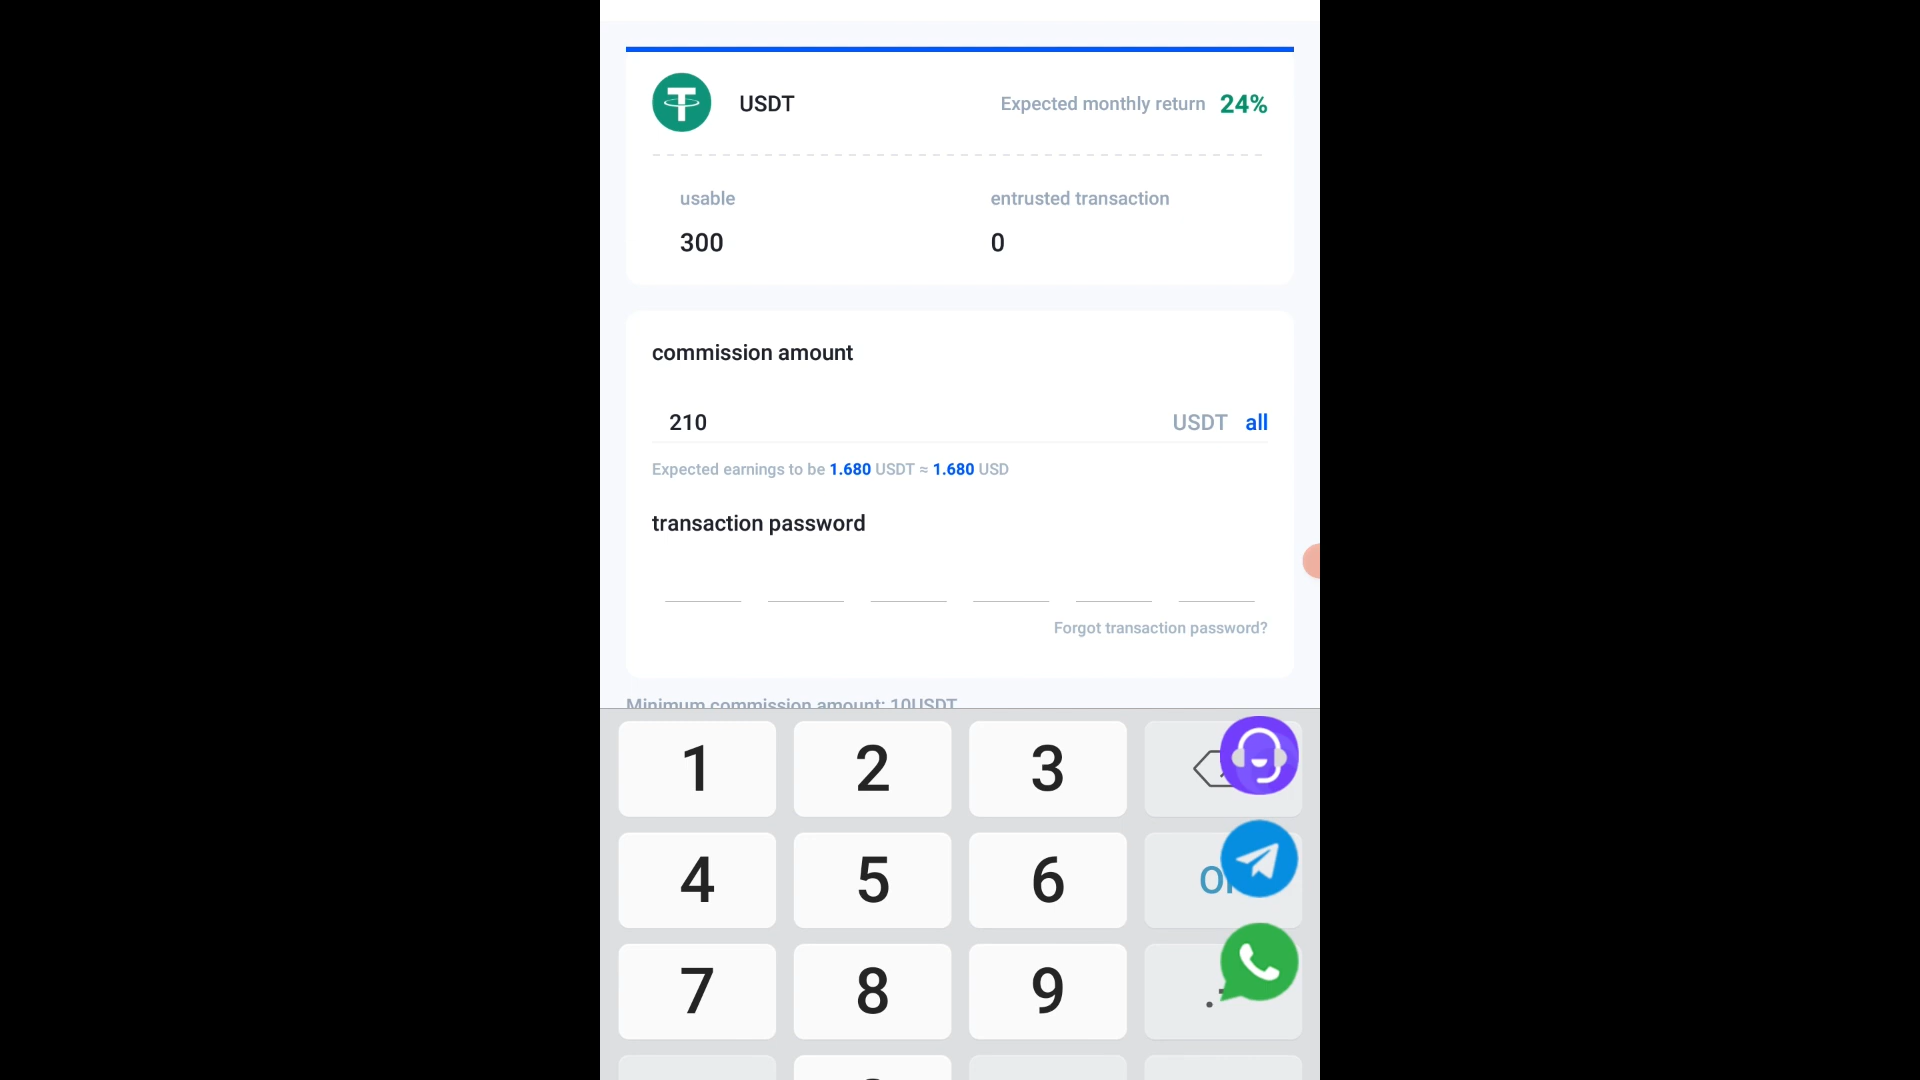 USDT
Expected monthly return 24%
usable
entrusted transaction
300
0
commission amount
210
USDT all
Expected earnings to be 1.680 USDT ≈ 1.680 USD
transaction password
Forgot transaction password?
Minimum commission amount: 10USDT
1 2 3
4 5 6
7 8 9